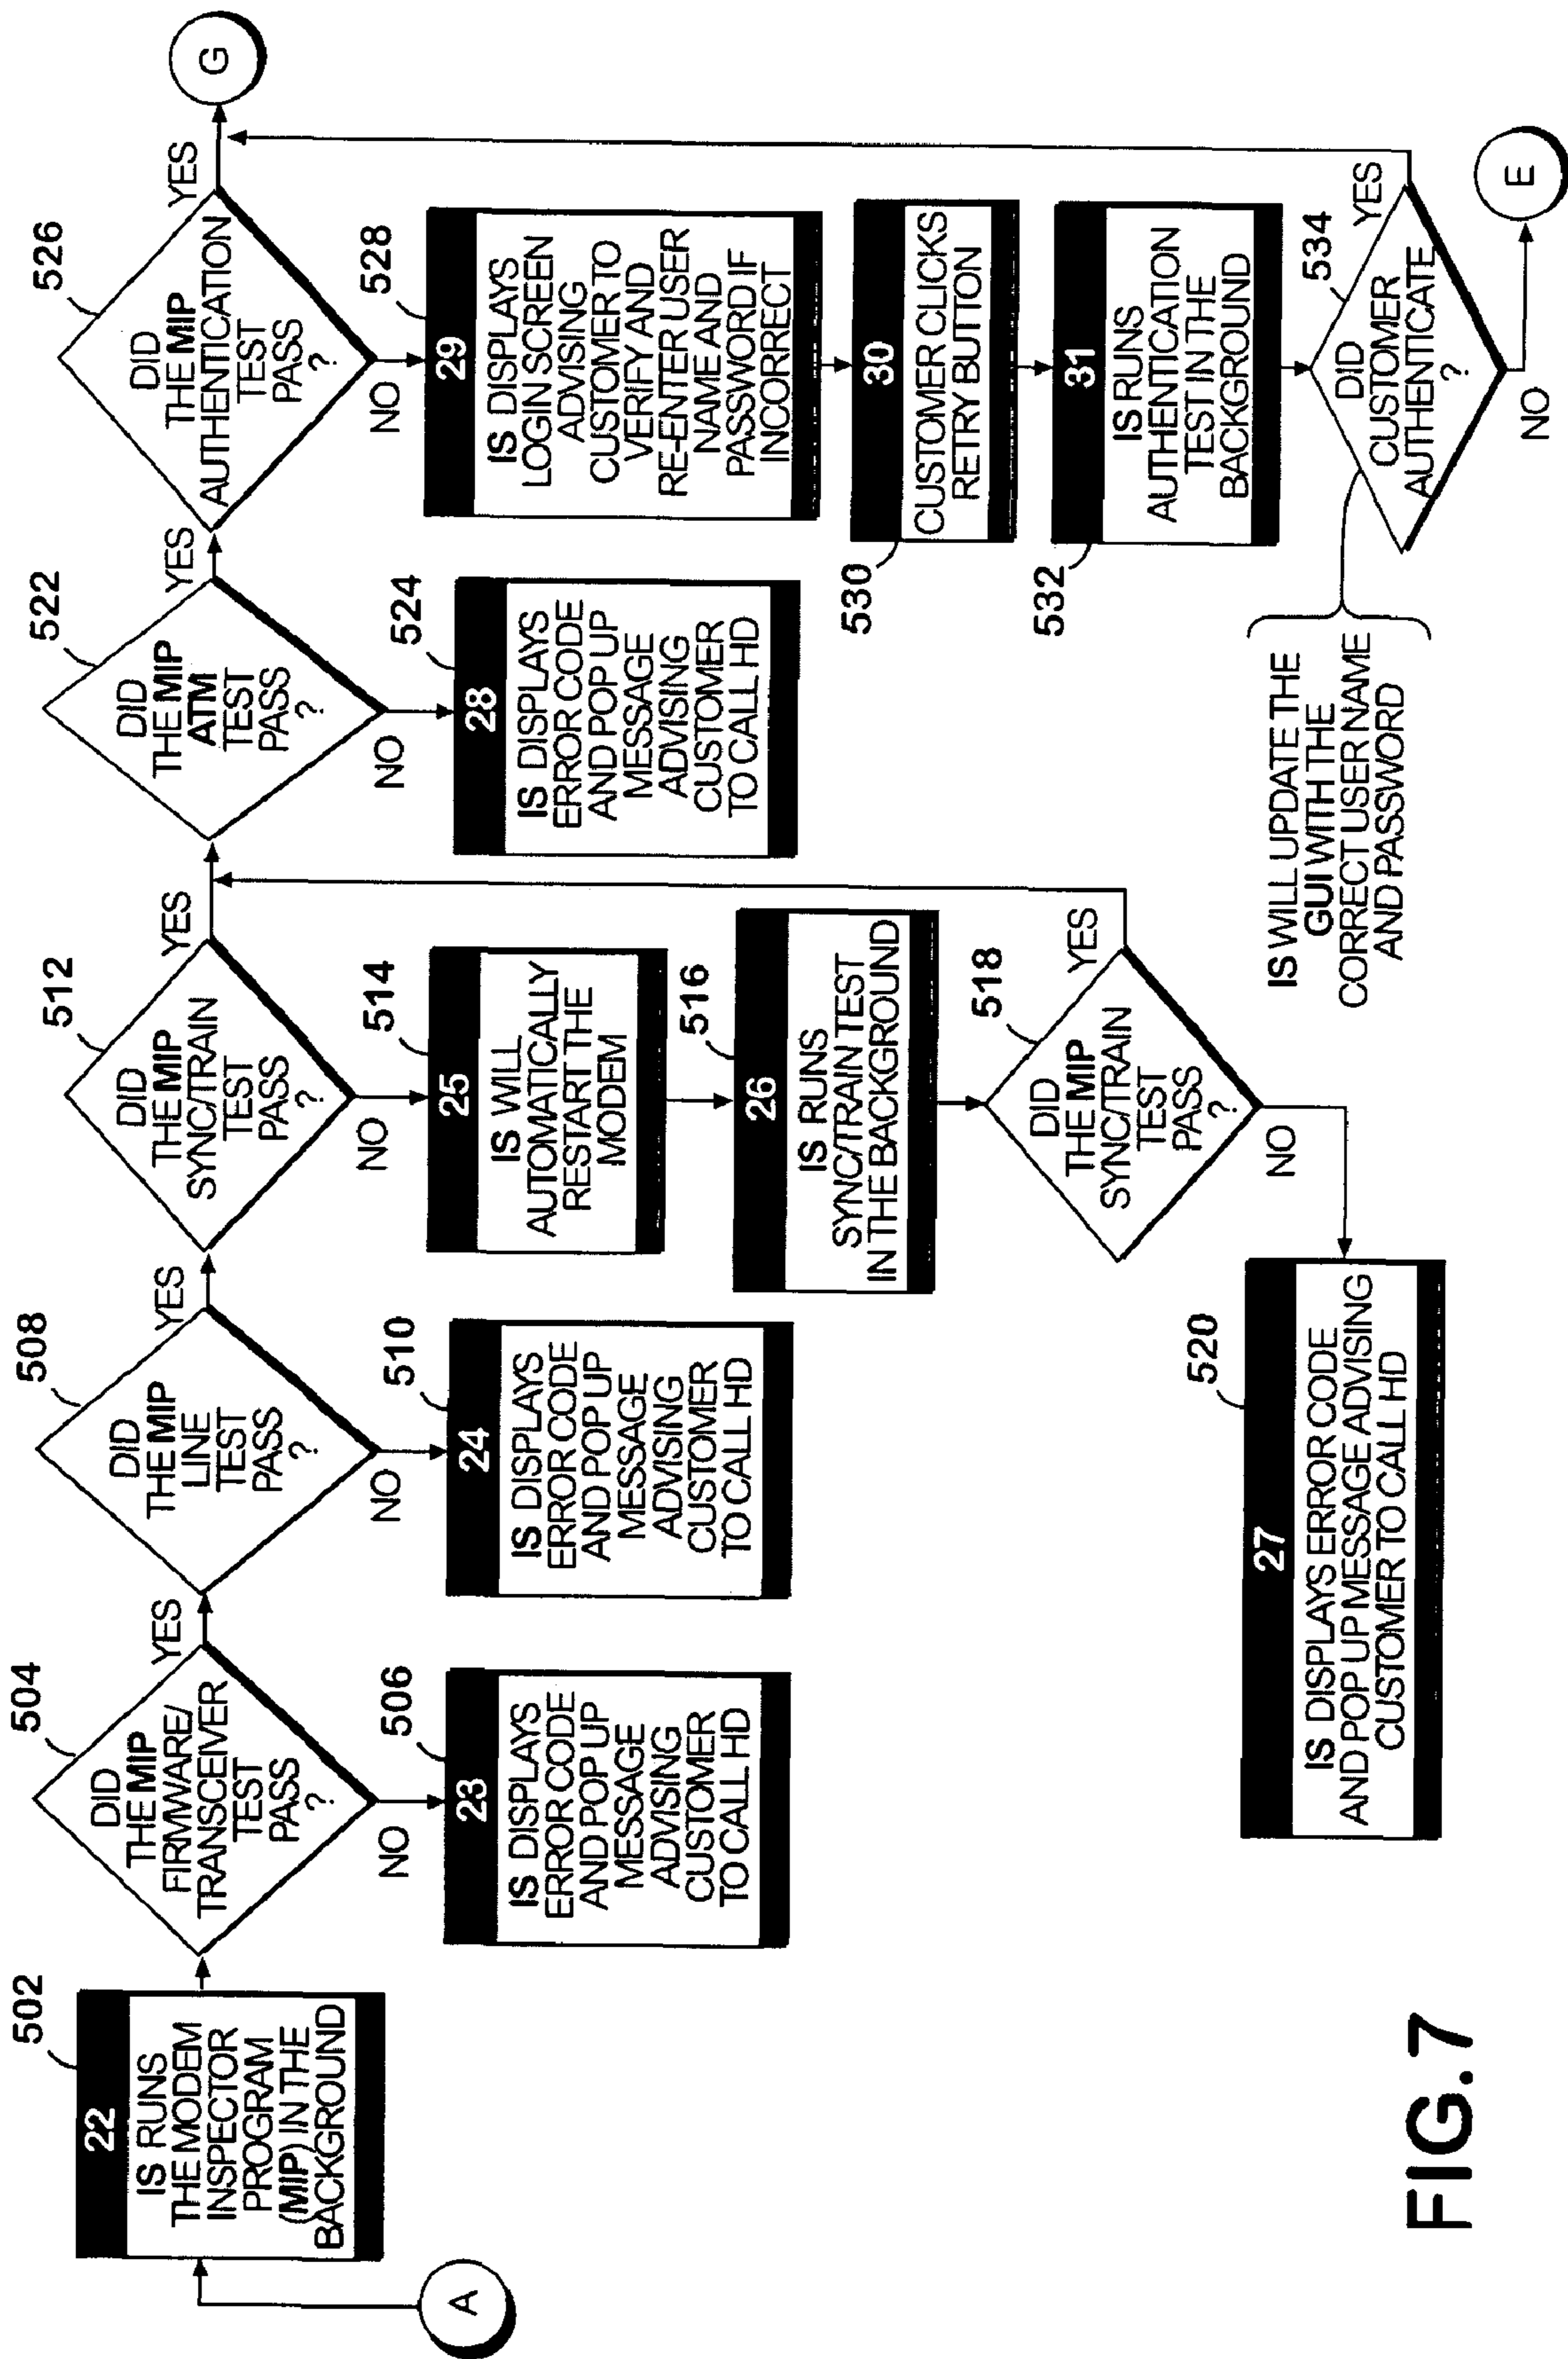 502
22
IS RUNS
THE MODEM
INSPECTOR
PROGRAM
(MIP) IN THE
BACKGROUND
A
504
DID
THE MIP
FIRMWARE/
TRANSCEIVER
TEST
PASS
?
YES
NO
506
23
IS DISPLAYS
ERROR CODE
AND POP UP
MESSAGE
ADVISING
CUSTOMER
TO CALL HD
508
DID
THE MIP
LINE
TEST
PASS
?
YES
NO
510
24
IS DISPLAYS
ERROR CODE
AND POP UP
MESSAGE
ADVISING
CUSTOMER
TO CALL HD
512
DID
THE MIP
SYNC/TRAIN
TEST
PASS
?
YES
NO
514
25
IS WILL
AUTOMATICALLY
RESTART THE
MODEM
516
26
IS RUNS
SYNC/TRAIN TEST
IN THE BACKGROUND
518
DID
THE MIP
SYNC/TRAIN
TEST
PASS
?
YES
NO
520
27
IS DISPLAYS ERROR CODE
AND POP UP MESSAGE ADVISING
CUSTOMER TO CALL HD
522
DID
THE MIP
ATM
TEST
PASS
?
YES
NO
524
28
IS DISPLAYS
ERROR CODE
AND POP UP
MESSAGE
ADVISING
CUSTOMER
TO CALL HD
526
DID
THE MIP
AUTHENTICATION
TEST
PASS
?
YES
G
NO
528
29
IS DISPLAYS
LOGIN SCREEN
ADVISING
CUSTOMER TO
VERIFY AND
RE-ENTER USER
NAME AND
PASSWORD IF
INCORRECT
530
30
CUSTOMER CLICKS
RETRY BUTTON
532
31
IS RUNS
AUTHENTICATION
TEST IN THE
BACKGROUND
534
DID
CUSTOMER
AUTHENTICATE
?
YES
NO
E
IS WILL UPDATE THE
GUI WITH THE
CORRECT USER NAME
AND PASSWORD
FIG.7